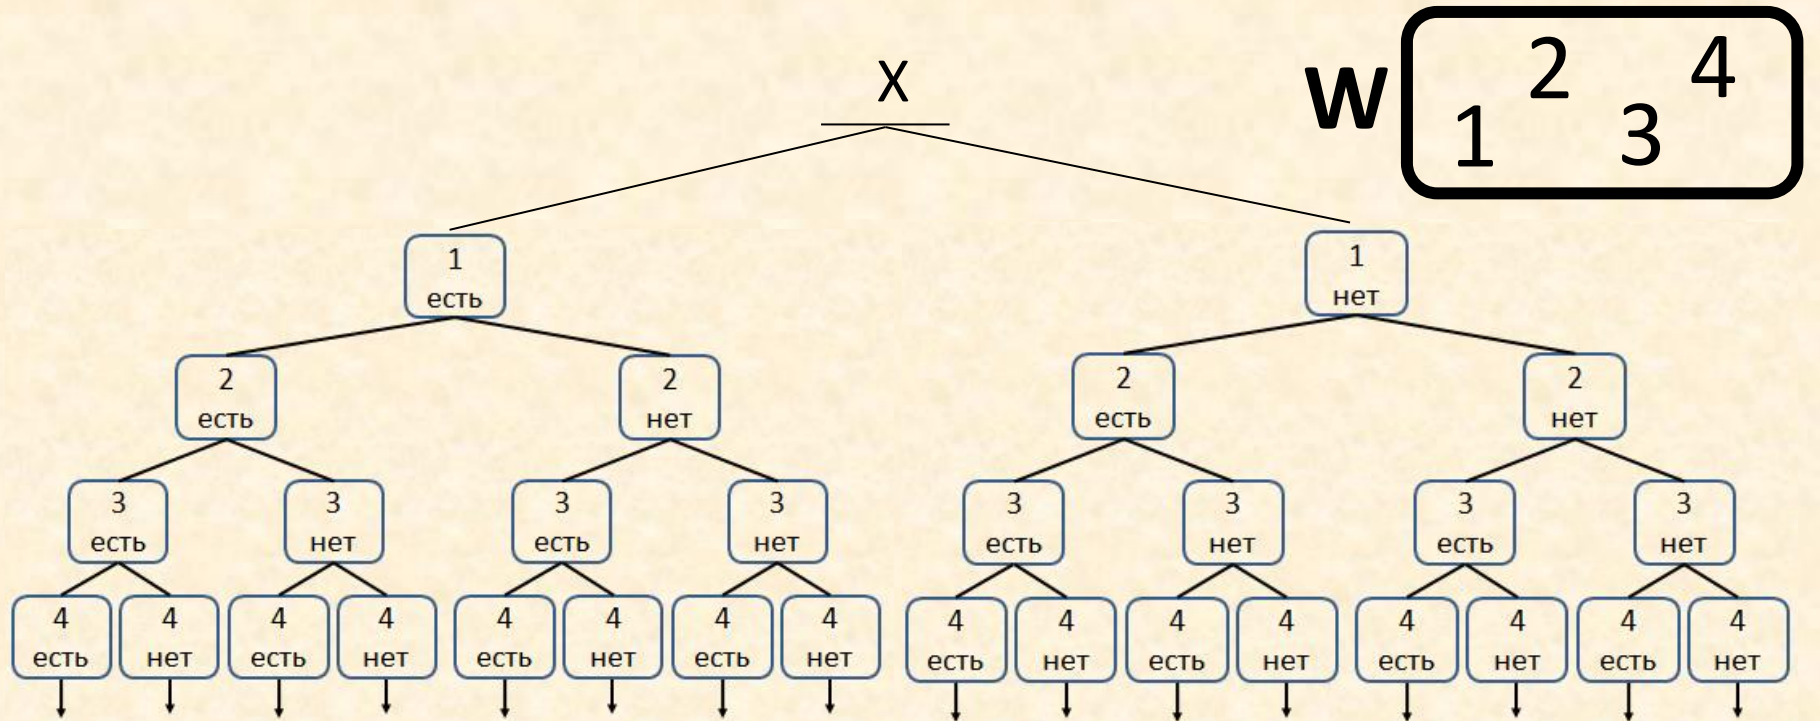 X
W
2 4
1 3
1 1
есть нет
2 2 2 2
есть нет есть нет
3 3 3 3 3 3 3 3
есть нет есть нет есть нет есть нет
4 4 4 4 4 4 4 4 4 4 4 4 4 4 4 4
есть нет есть нет есть нет есть нет есть нет есть нет есть нет есть нет